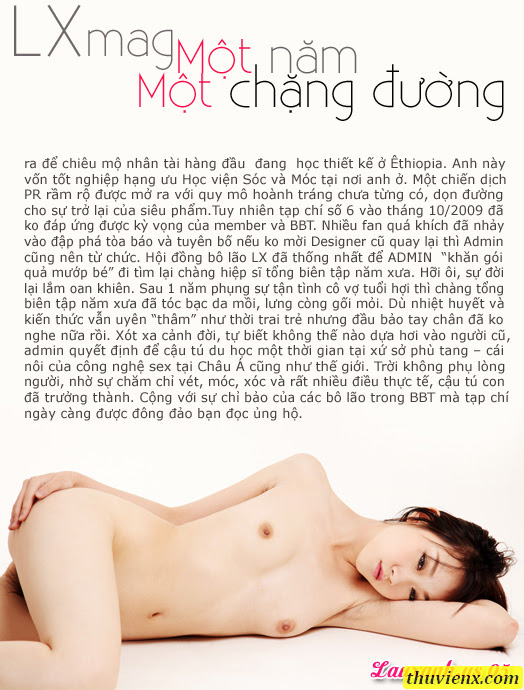 LXmag Một năm
Một chặng đường
ra để chiêu mộ nhân tài hàng đầu đang học thiết kế ở Êthiopia. Anh này
vốn tốt nghiệp hạng ưu Học viện Sóc và Móc tại nơi anh ở. Một chiến dịch
PR rầm rộ được mở ra với quy mô hoành tráng chưa từng có, dọn đường
cho sự trở lại của siêu phẩm.Tuy nhiên tạp chí số 6 vào tháng 10/2009 đã
ko đáp ứng được kỳ vọng của member và BBT. Nhiều fan quá khích đã nhảy
vào đập phá tòa báo và tuyên bố nếu ko mời Designer cũ quay lại thì Admin
cũng nên từ chức. Hội đồng bô lão LX đã thống nhất để ADMIN “khăn gói
quả mướp bé” đi tìm lại chàng hiệp sĩ tổng biên tập năm xưa. Hỡi ôi, sự đời
lại lắm oan khiên. Sau 1 năm phụng sự tận tình cô vợ tuổi hợi thì chàng tổng
biên tập năm xưa đã tóc bạc da mồi, lưng còng gối mỏi. Dù nhiệt huyết và
kiến thức vẫn uyên “thâm” như thời trai trẻ nhưng đầu bảo tay chân đã ko
nghe nữa rồi. Xót xa cảnh đời, tự biết không thể nào dựa hơi vào người cũ,
admin quyết định để cậu tú du học một thời gian tại xứ sở phù tang – cái
nôi của công nghệ sex tại Châu Á cũng như thế giới. Trời không phụ lòng
người, nhờ sự chăm chỉ vét, móc, xóc và rất nhiều điều thực tế, cậu tú con
đã trưởng thành. Cộng với sự chỉ bảo của các bô lão trong BBT mà tạp chí
ngày càng được đông đảo bạn đọc ủng hộ.
thuvienx.com